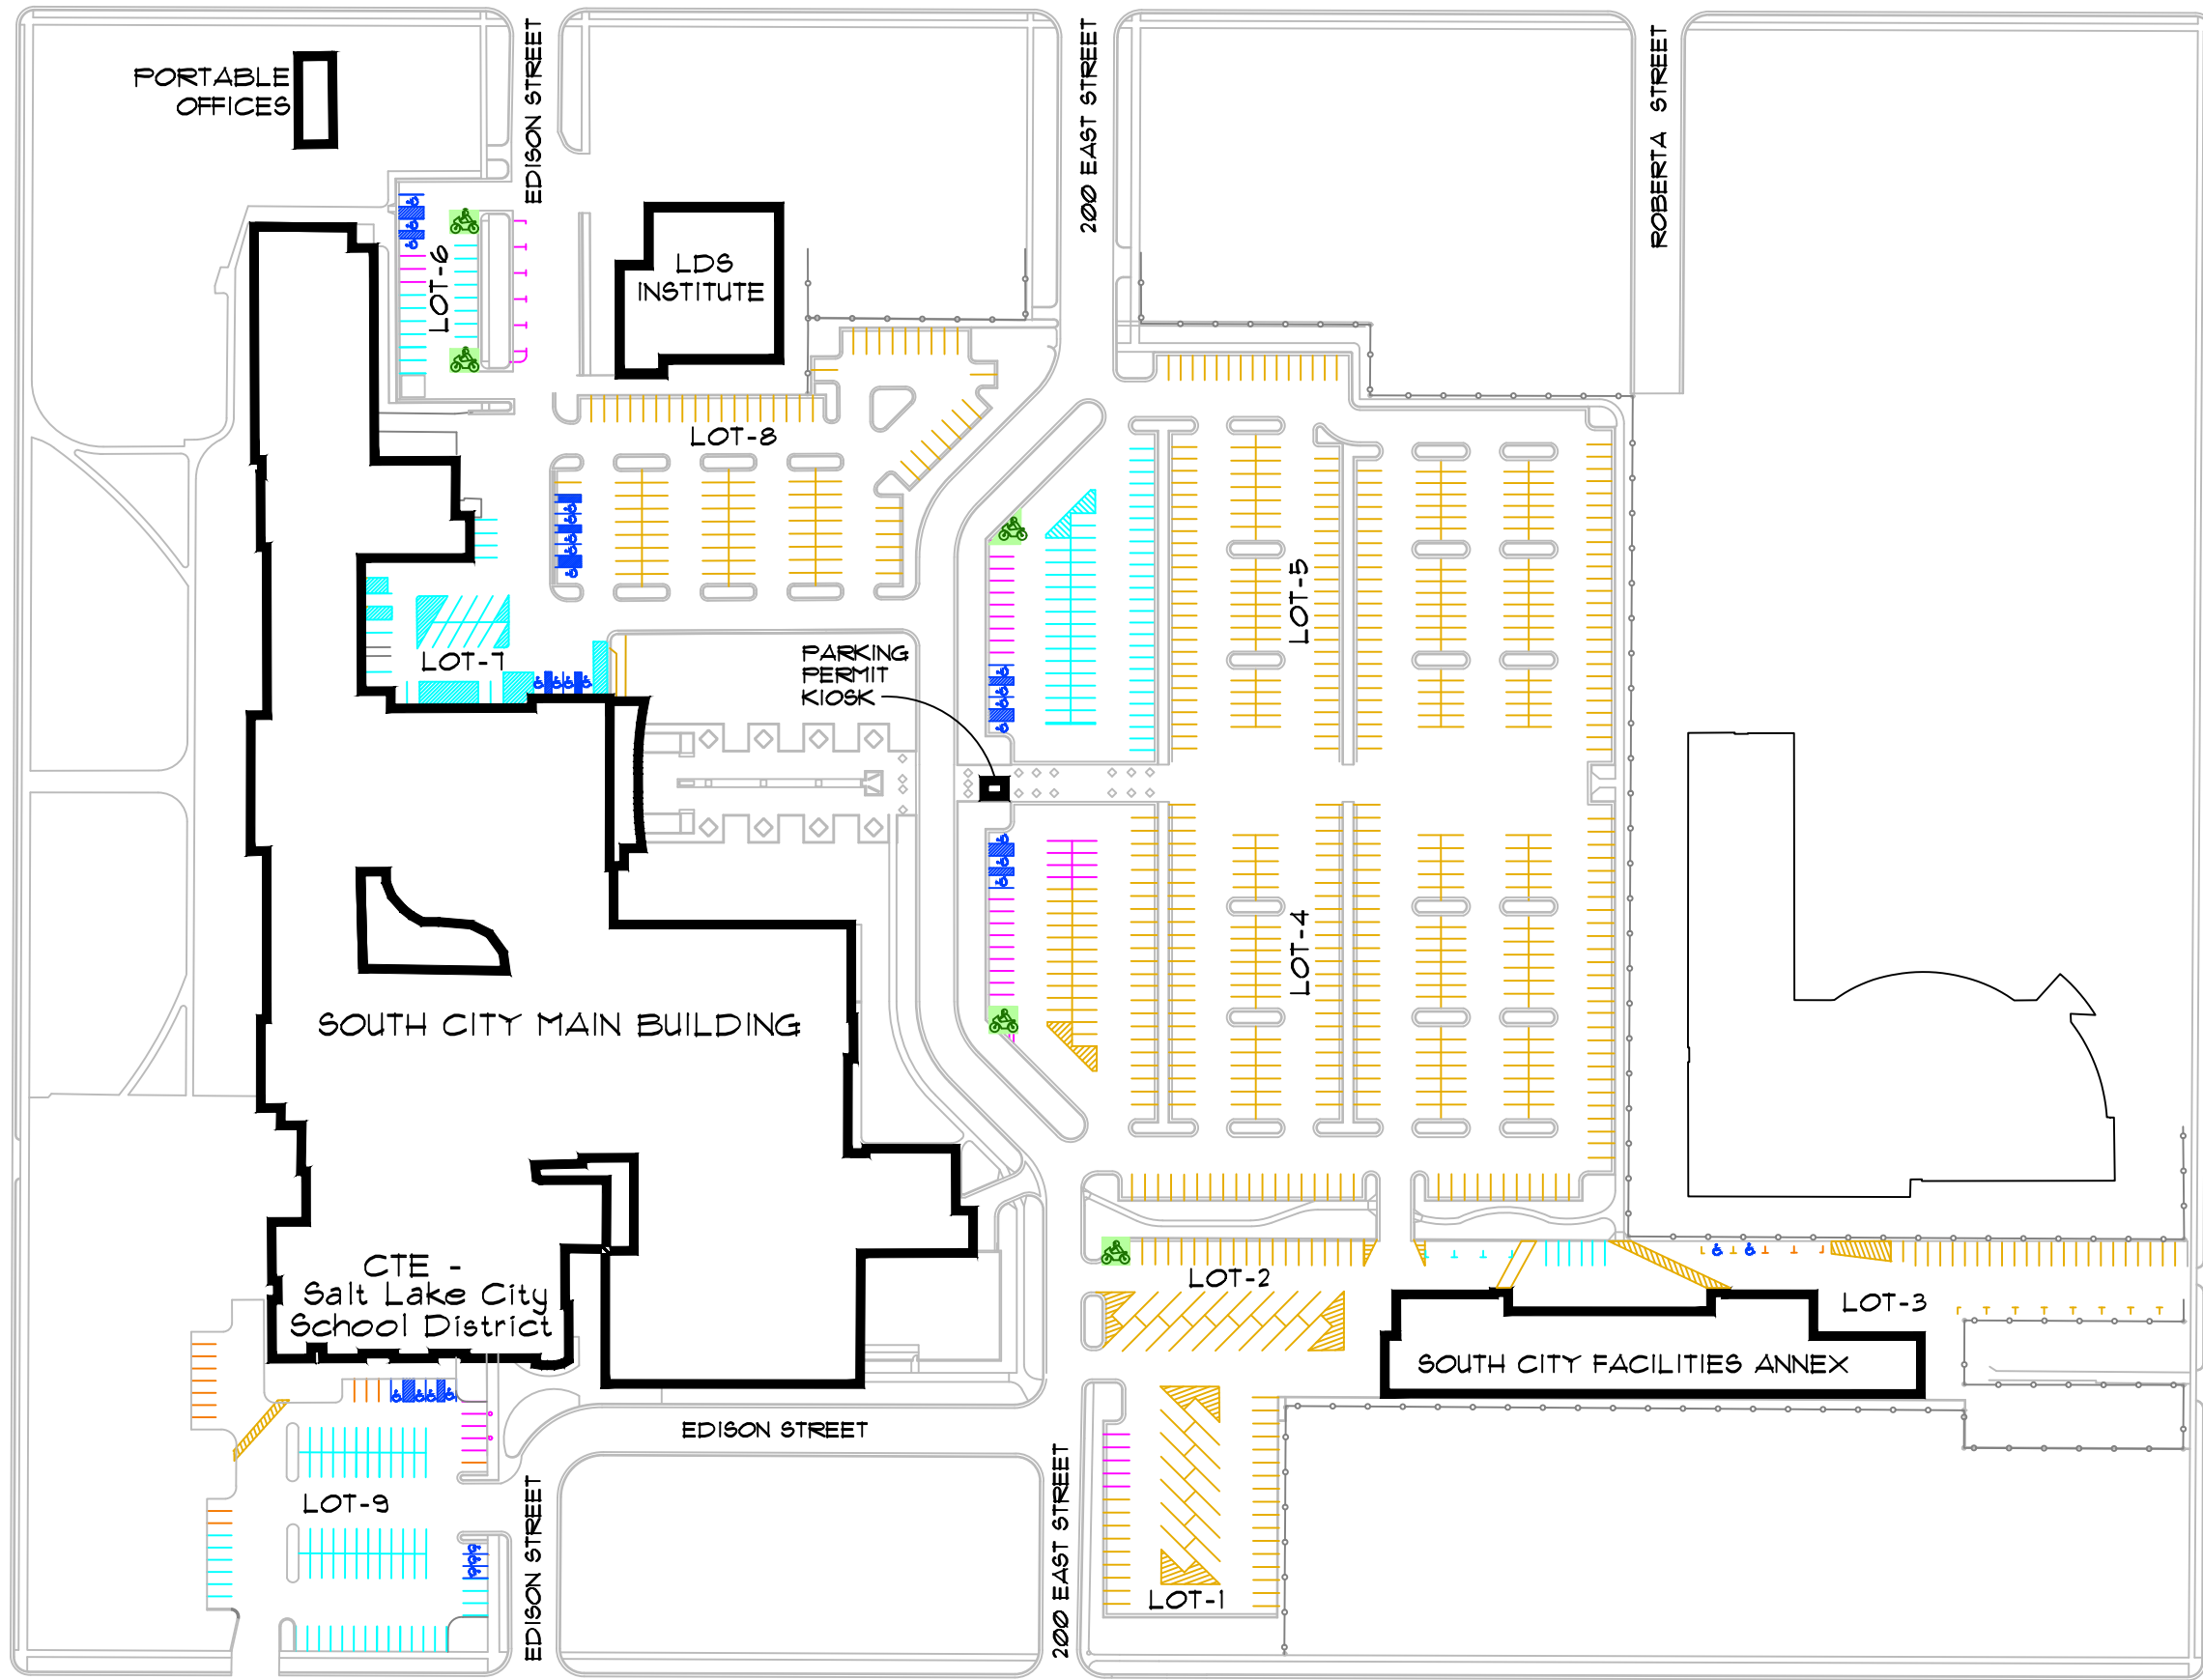 PORTABLE
OFFICES
EDISON STREET
200 EAST STREET
ROBERTA STREET
LDS
INSTITUTE
LOT-6
LOT-8
LOT-5
LOT-7
PARKING
PERMIT
KIOSK
LOT-4
SOUTH CITY MAIN BUILDING
CTE -
Salt Lake City
School District
LOT-2
LOT-3
SOUTH CITY FACILITIES ANNEX
EDISON STREET
LOT-9
EDISON STREET
200 EAST STREET
LOT-1